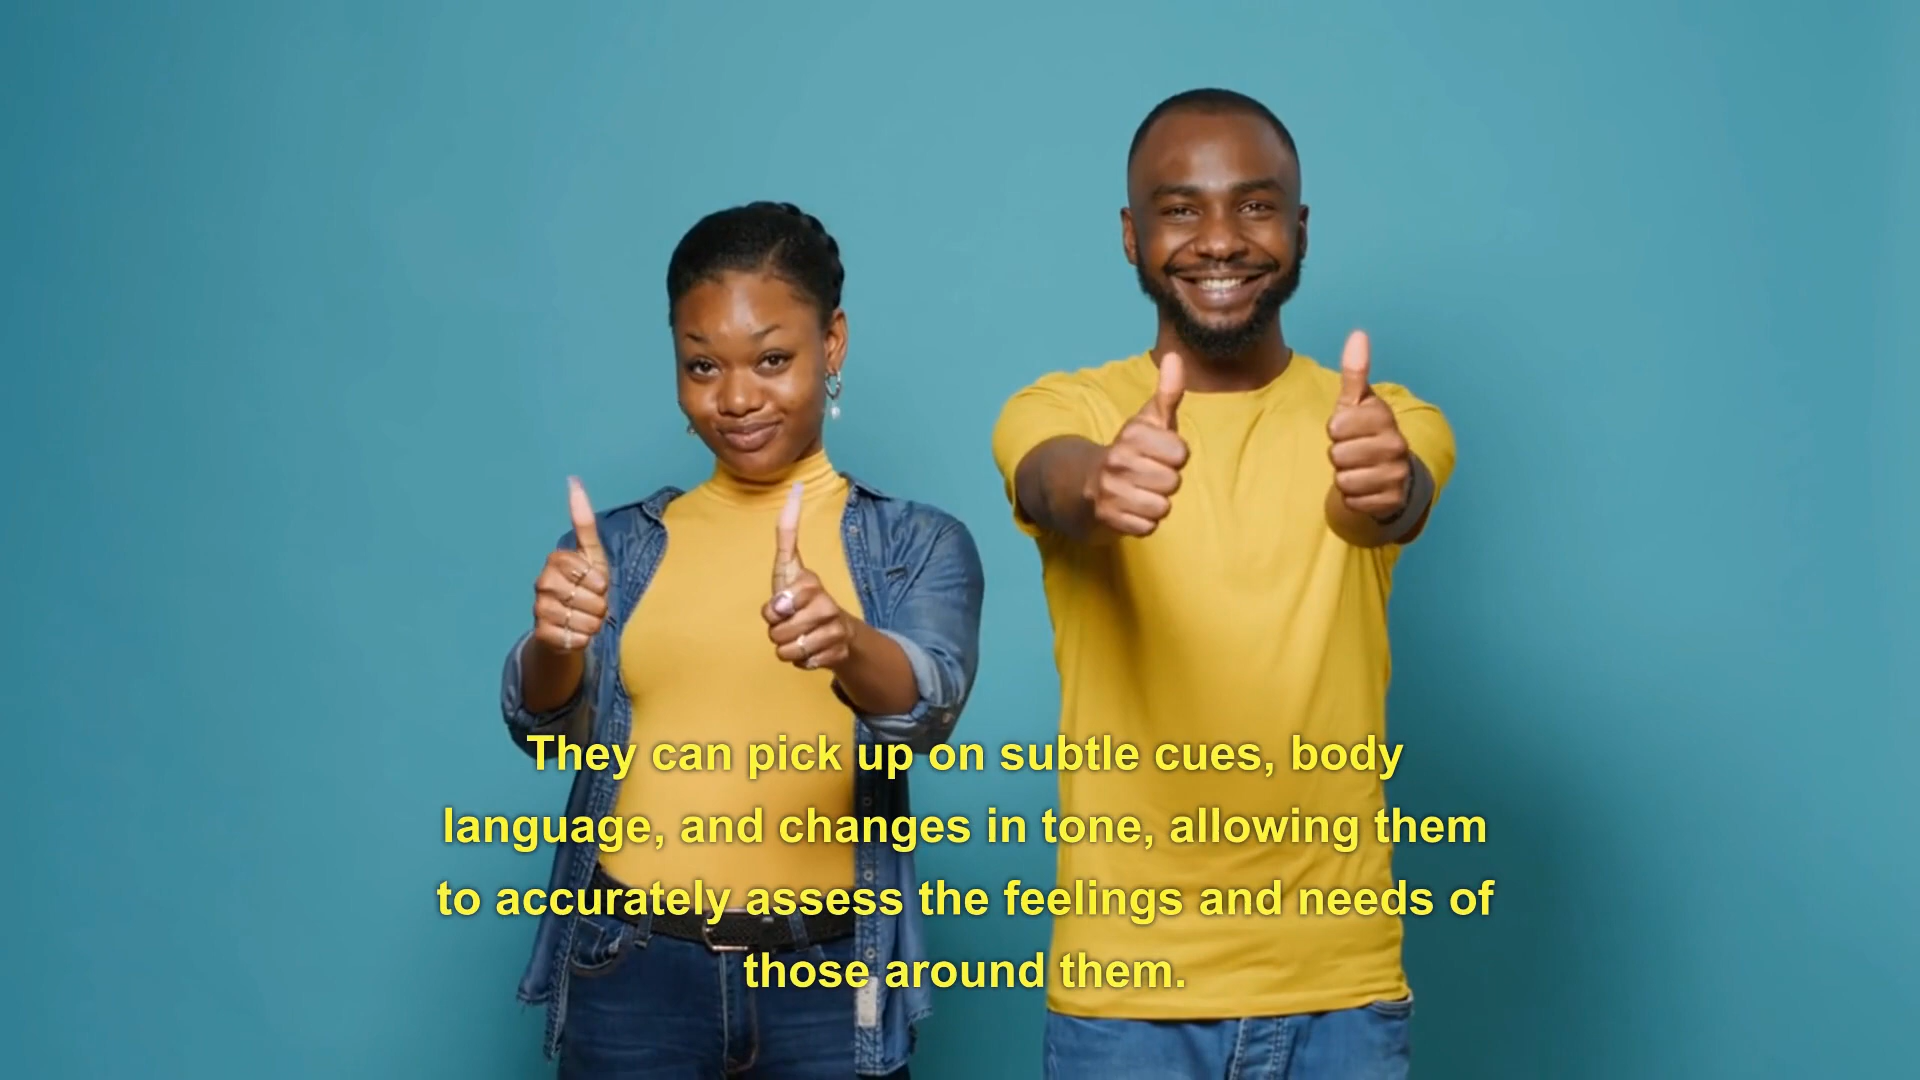 They can pick up on subtle cues, body
language, and changes in tone, allowing them
to accurately assess the feelings and needs of
those around them.